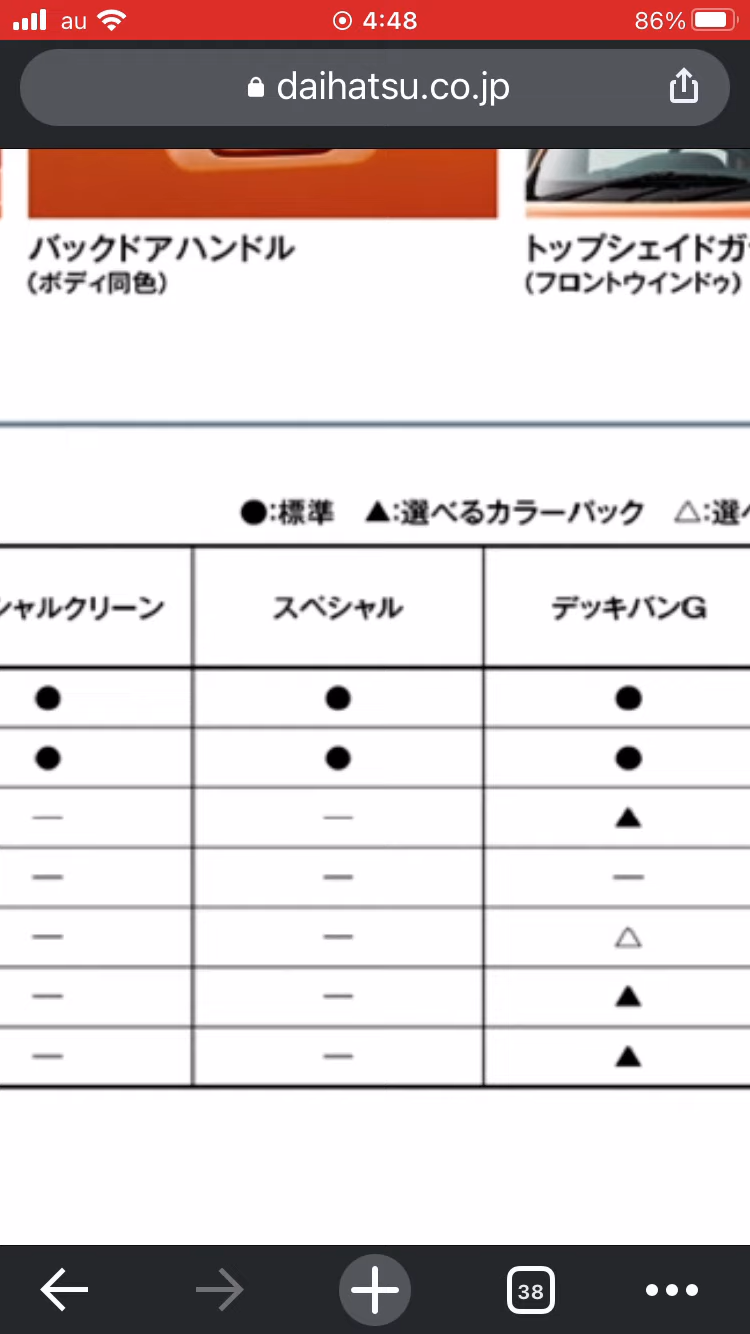 au 4:48 86%
daihatsu.co.jp
バックドアハンドル
(ボディ同色)
トップシェイドガ
(フロントウインドゥ)
●:標準 ▲:選べるカラーパック △:選べ
シャルクリーン スペシャル デッキバンG
● ● ●
● ● ●
— — ▲
— — —
— — △
— — ▲
— — ▲
38